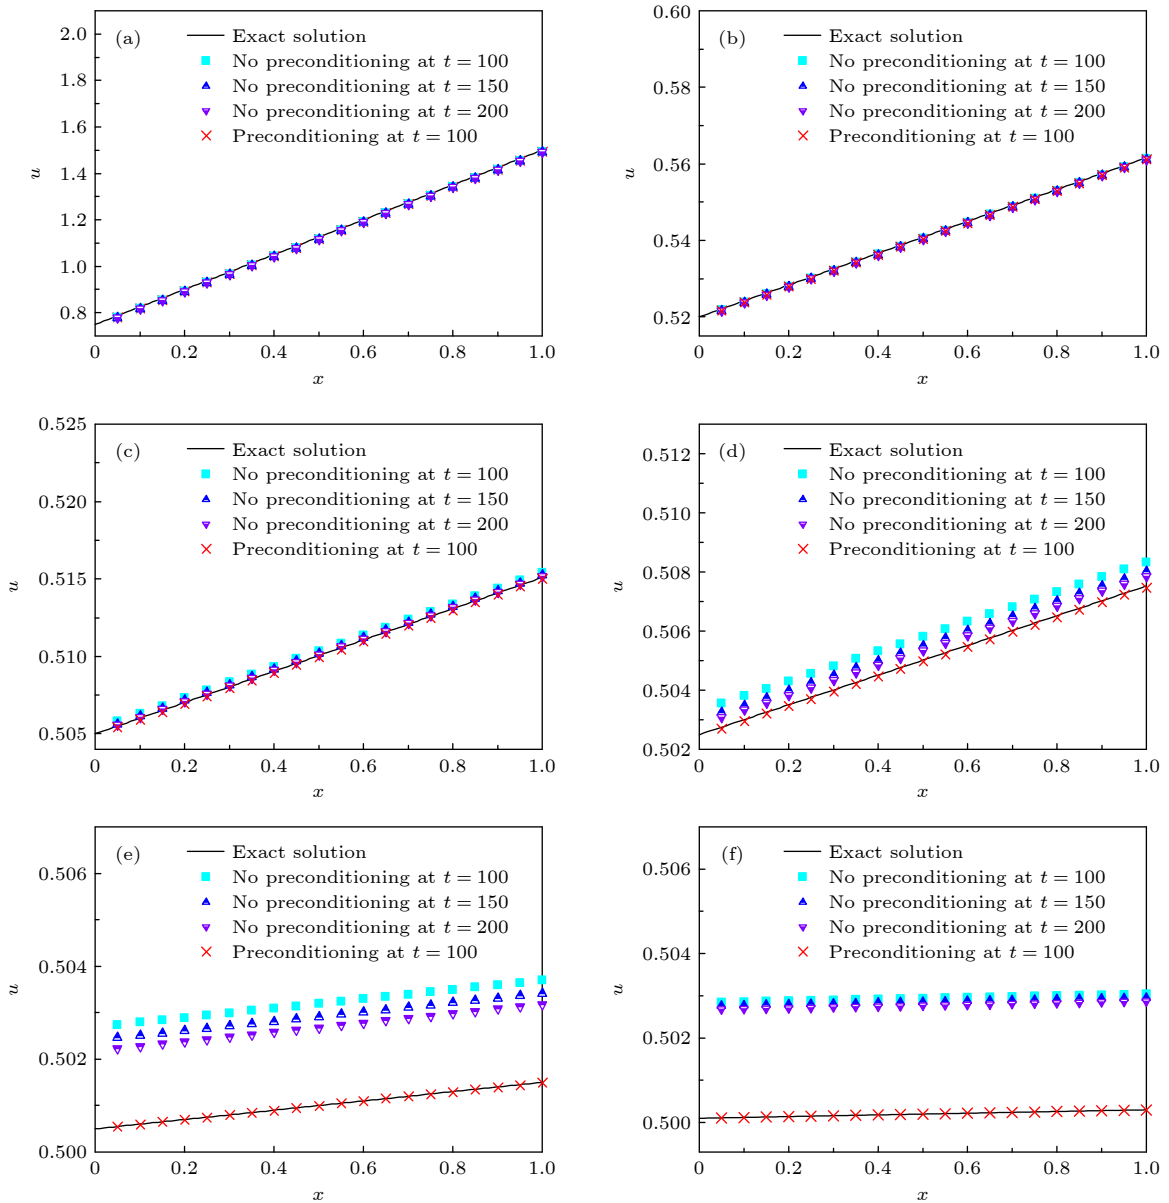 (a)
Exact solution
No preconditioning at t=100
No preconditioning at t=150
No preconditioning at t=200
Preconditioning at t=100
2.0
1.8
1.6
1.4
1.2
1.0
0.8
u
0 0.2 0.4 0.6 0.8 1.0
x
(b)
Exact solution
No preconditioning at t=100
No preconditioning at t=150
No preconditioning at t=200
Preconditioning at t=100
0.60
0.58
0.56
0.54
0.52
u
0 0.2 0.4 0.6 0.8 1.0
x
(c)
Exact solution
No preconditioning at t=100
No preconditioning at t=150
No preconditioning at t=200
Preconditioning at t=100
0.525
0.520
0.515
0.510
0.505
u
0 0.2 0.4 0.6 0.8 1.0
x
(d)
Exact solution
No preconditioning at t=100
No preconditioning at t=150
No preconditioning at t=200
Preconditioning at t=100
0.512
0.510
0.508
0.506
0.504
0.502
u
0 0.2 0.4 0.6 0.8 1.0
x
(e)
Exact solution
No preconditioning at t=100
No preconditioning at t=150
No preconditioning at t=200
Preconditioning at t=100
0.506
0.504
0.502
0.500
u
0 0.2 0.4 0.6 0.8 1.0
x
(f)
Exact solution
No preconditioning at t=100
No preconditioning at t=150
No preconditioning at t=200
Preconditioning at t=100
0.506
0.504
0.502
0.500
u
0 0.2 0.4 0.6 0.8 1.0
x